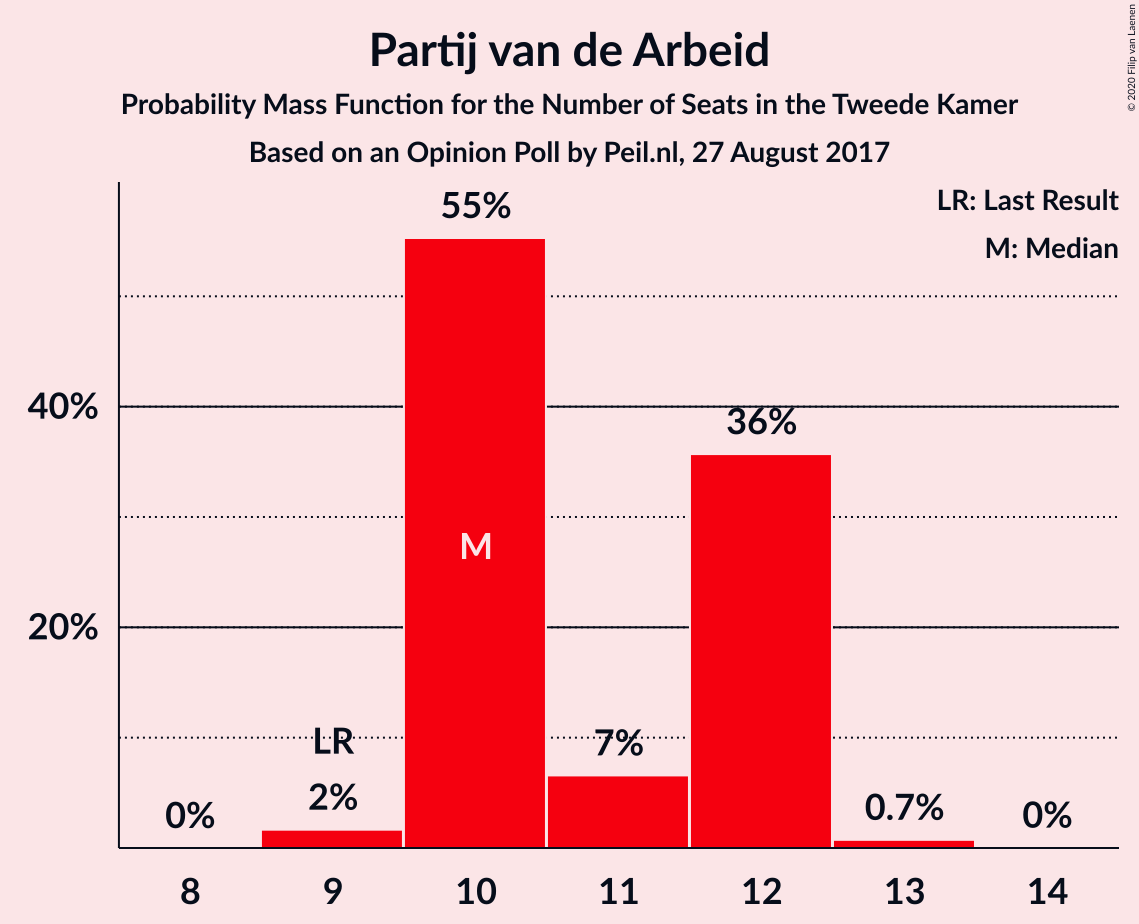 Partij van de Arbeid
Probability Mass Function for the Number of Seats in the Tweede Kamer
Based on an Opinion Poll by Peil.nl, 27 August 2017
© 2020 Filip van Laenen
LR: Last Result
M: Median
55%
40%
36%
M
20%
LR
7%
2%
0%
0.7%
0%
8 9 10 11 12 13 14